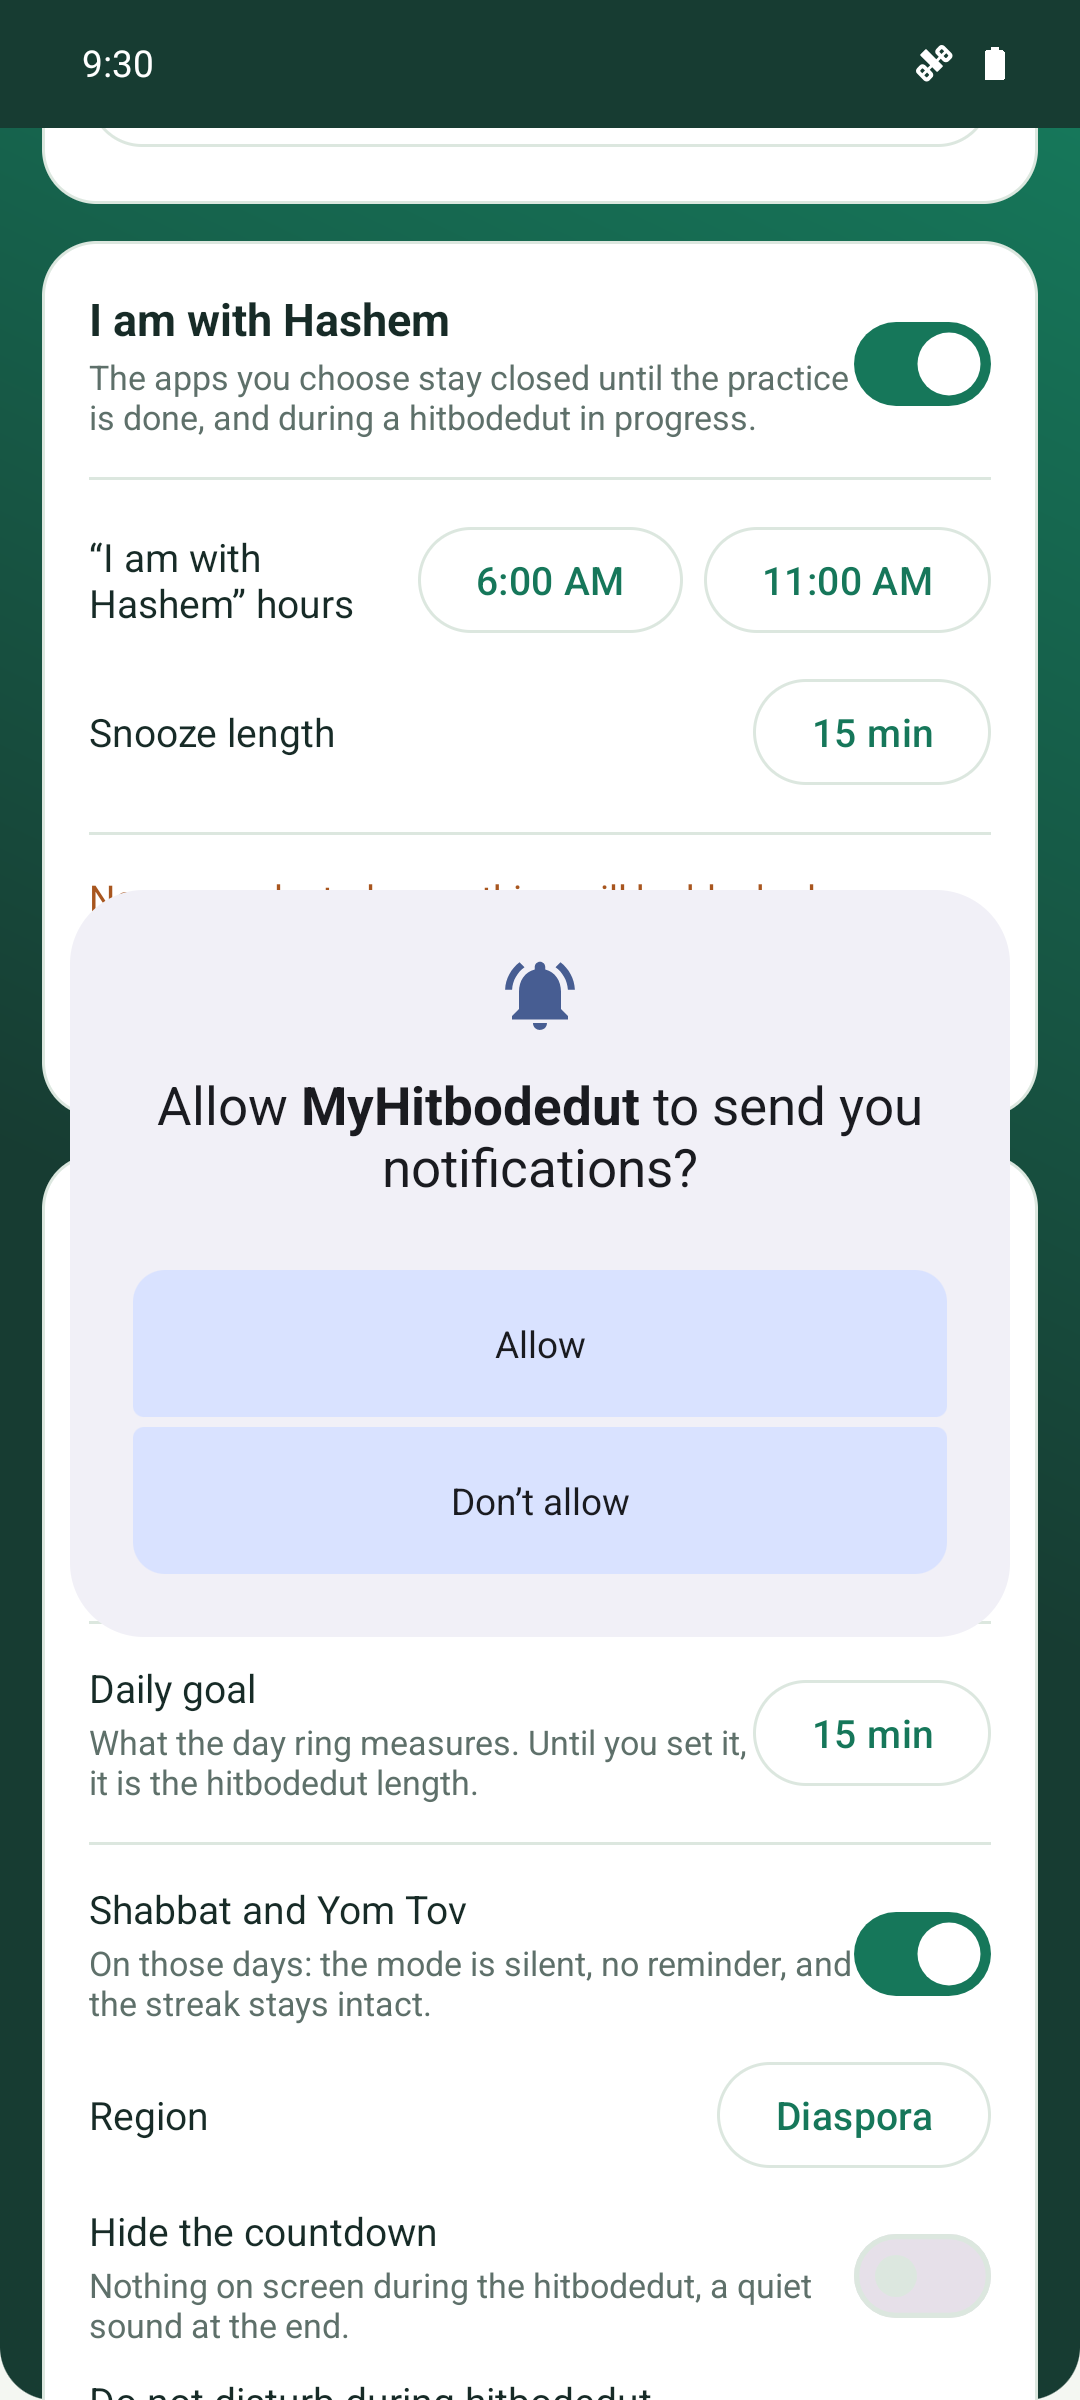 9:30
I am with Hashem
The apps you choose stay closed until the practice
is done, and during a hitbodedut in progress.
“I am with
Hashem” hours
6:00 AM
11:00 AM
Snooze length
15 min
Allow MyHitbodedut to send you
notifications?
Allow
Don’t allow
Daily goal
What the day ring measures. Until you set it,
it is the hitbodedut length.
15 min
Shabbat and Yom Tov
On those days: the mode is silent, no reminder, and
the streak stays intact.
Region
Diaspora
Hide the countdown
Nothing on screen during the hitbodedut, a quiet
sound at the end.
Do not disturb during hitbodedut